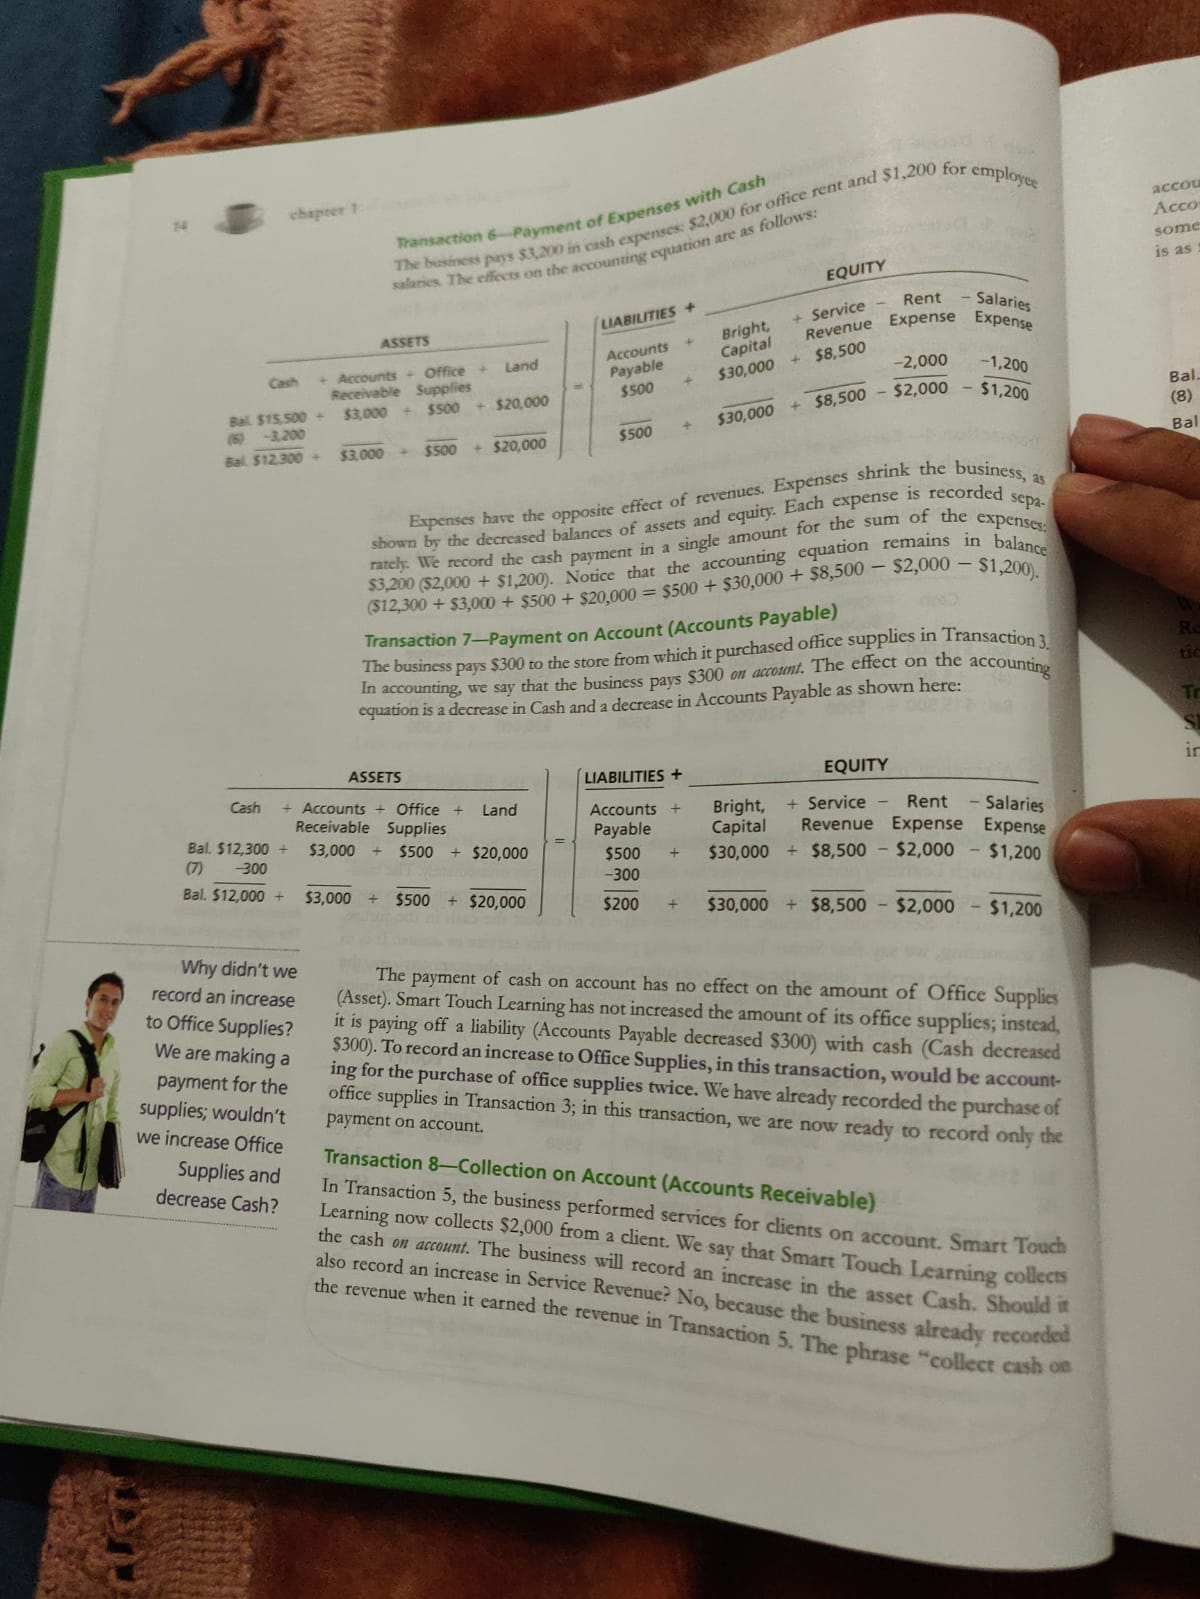 14 chapter 1
Transaction 6—Payment of Expenses with Cash
The business pays $3,200 in cash expenses: $2,000 for office rent and $1,200 for employee
salaries. The effects on the accounting equation are as follows:
ASSETS LIABILITIES + EQUITY
Cash + Accounts + Office + Land Accounts + Bright, + Service – Rent – Salaries
Receivable Supplies Payable Capital Revenue Expense Expense
Bal. $15,500 + $3,000 + $500 + $20,000 = $500 + $30,000 + $8,500
(6) -3,200 -2,000 -1,200
Bal. $12,300 + $3,000 + $500 + $20,000 $500 + $30,000 + $8,500 – $2,000 – $1,200
Expenses have the opposite effect of revenues. Expenses shrink the business, as
shown by the decreased balances of assets and equity. Each expense is recorded sepa-
rately. We record the cash payment in a single amount for the sum of the expenses:
$3,200 ($2,000 + $1,200). Notice that the accounting equation remains in balance
($12,300 + $3,000 + $500 + $20,000 = $500 + $30,000 + $8,500 – $2,000 – $1,200).
Transaction 7—Payment on Account (Accounts Payable)
The business pays $300 to the store from which it purchased office supplies in Transaction 3.
In accounting, we say that the business pays $300 on account. The effect on the accounting
equation is a decrease in Cash and a decrease in Accounts Payable as shown here:
ASSETS LIABILITIES + EQUITY
Cash + Accounts + Office + Land Accounts + Bright, + Service – Rent – Salaries
Receivable Supplies Payable Capital Revenue Expense Expense
Bal. $12,300 + $3,000 + $500 + $20,000 = $500 + $30,000 + $8,500 – $2,000 – $1,200
(7) -300 -300
Bal. $12,000 + $3,000 + $500 + $20,000 $200 + $30,000 + $8,500 – $2,000 – $1,200
Why didn't we
record an increase
to Office Supplies?
We are making a
payment for the
supplies; wouldn't
we increase Office
Supplies and
decrease Cash?
The payment of cash on account has no effect on the amount of Office Supplies
(Asset). Smart Touch Learning has not increased the amount of its office supplies; instead,
it is paying off a liability (Accounts Payable decreased $300) with cash (Cash decreased
$300). To record an increase to Office Supplies, in this transaction, would be account-
ing for the purchase of office supplies twice. We have already recorded the purchase of
office supplies in Transaction 3; in this transaction, we are now ready to record only the
payment on account.
Transaction 8—Collection on Account (Accounts Receivable)
In Transaction 5, the business performed services for clients on account. Smart Touch
Learning now collects $2,000 from a client. We say that Smart Touch Learning collects
the cash on account. The business will record an increase in the asset Cash. Should it
also record an increase in Service Revenue? No, because the business already recorded
the revenue when it earned the revenue in Transaction 5. The phrase "collect cash on
accou
Acco
some
is as
Bal.
(8)
Bal